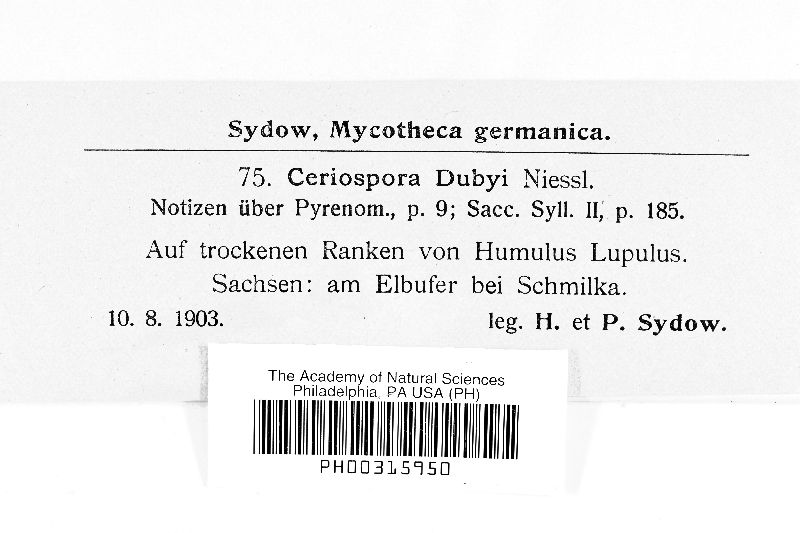 Sydow, Mycotheca germanica.
75. Ceriospora Dubyi Niessl.
Notizen über Pyrenom., p. 9; Sacc. Syll. II, p. 185.
Auf trockenen Ranken von Humulus Lupulus.
Sachsen: am Elbufer bei Schmilka.
10. 8. 1903. leg. H. et P. Sydow.
The Academy of Natural Sciences
Philadelphia, PA USA (PH)
PH00315950